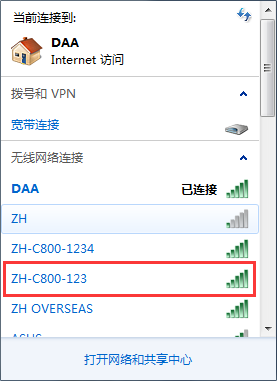 当前连接到:
DAA
Internet 访问
拨号和 VPN
宽带连接
无线网络连接
DAA 已连接
ZH
ZH-C800-1234
ZH-C800-123
ZH OVERSEAS
打开网络和共享中心